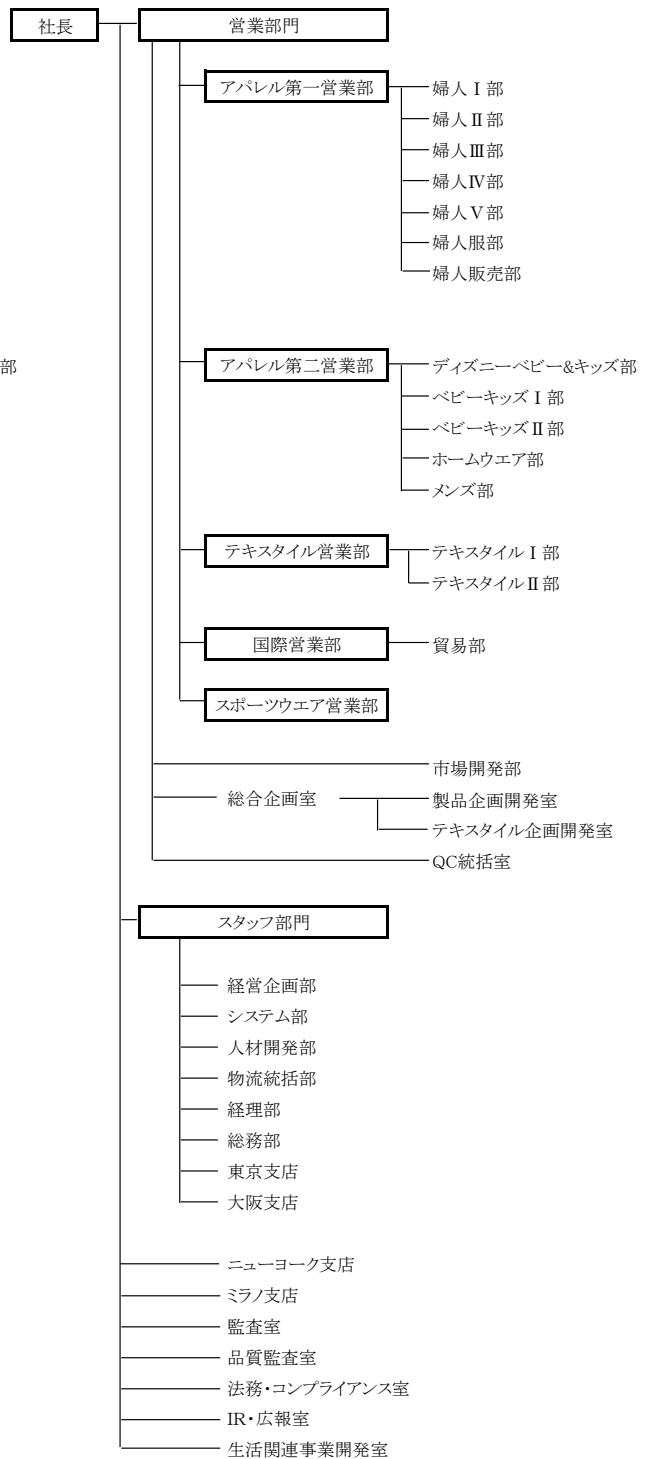 社長
営業部門
アパレル第一営業部
婦人Ⅰ部
婦人Ⅱ部
婦人Ⅲ部
婦人Ⅳ部
婦人Ⅴ部
婦人服部
婦人販売部
部
アパレル第二営業部
ディズニーベビー&キッズ部
ベビーキッズⅠ部
ベビーキッズⅡ部
ホームウエア部
メンズ部
テキスタイル営業部
テキスタイルⅠ部
テキスタイルⅡ部
国際営業部
貿易部
スポーツウエア営業部
市場開発部
総合企画室
製品企画開発室
テキスタイル企画開発室
QC統括室
スタッフ部門
経営企画部
システム部
人材開発部
物流統括部
経理部
総務部
東京支店
大阪支店
ニューヨーク支店
ミラノ支店
監査室
品質監査室
法務・コンプライアンス室
IR・広報室
生活関連事業開発室